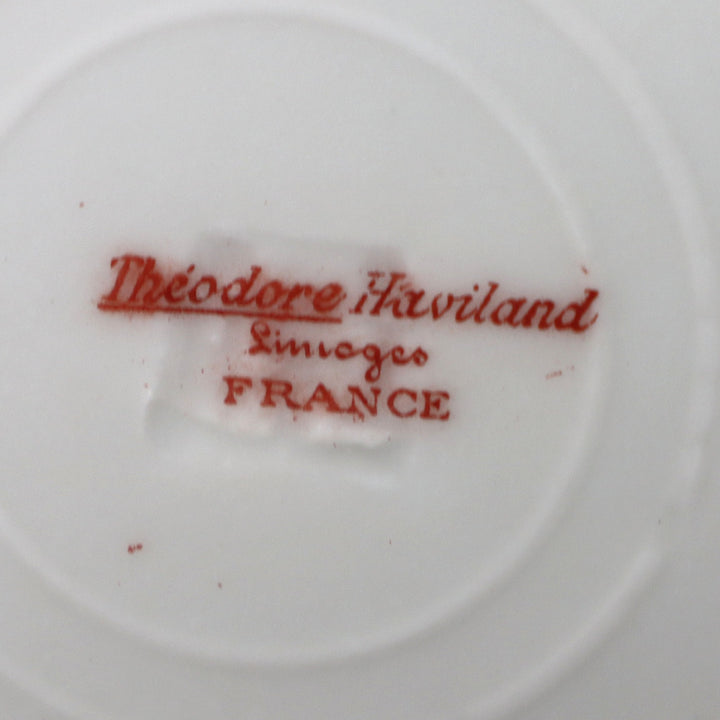 Théodore Haviland
Limoges
FRANCE